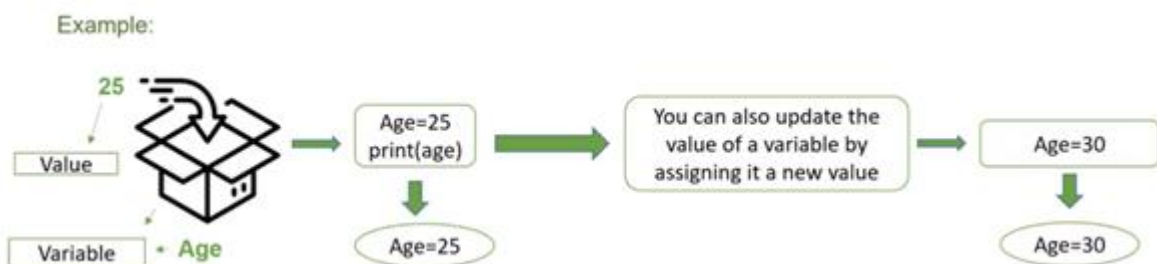 Example:
25
Value
Variable
Age
Age=25
print(age)
Age=25
You can also update the
value of a variable by
assigning it a new value
Age=30
Age=30